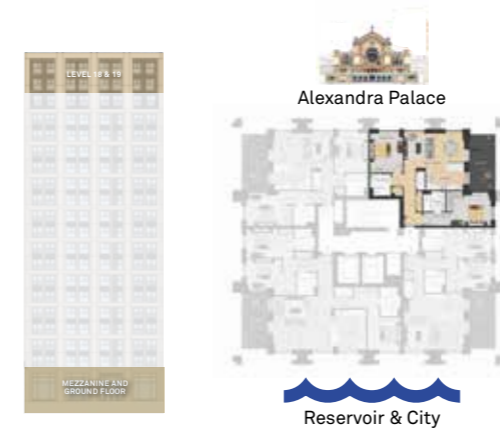 LEVEL 18 & 19
Alexandra Palace
MEZZANINE AND
GROUND FLOOR
Reservoir & City